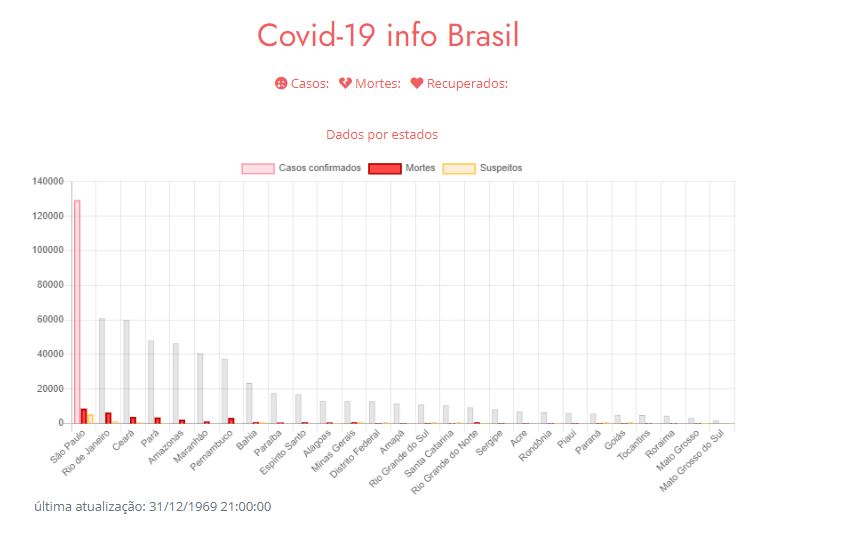 Covid-19 info Brasil
Casos: Mortes: Recuperados:
Dados por estados
Casos confirmados Mortes Suspeitos
140000
120000
100000
80000
60000
40000
20000
0
São Paulo
Rio de Janeiro
Ceará
Pará
Amazonas
Maranhão
Pernambuco
Bahia
Paraíba
Espírito Santo
Alagoas
Minas Gerais
Distrito Federal
Amapá
Rio Grande do Sul
Santa Catarina
Rio Grande do Norte
Sergipe
Acre
Rondônia
Piauí
Paraná
Goiás
Tocantins
Roraima
Mato Grosso
Mato Grosso do Sul
última atualização: 31/12/1969 21:00:00